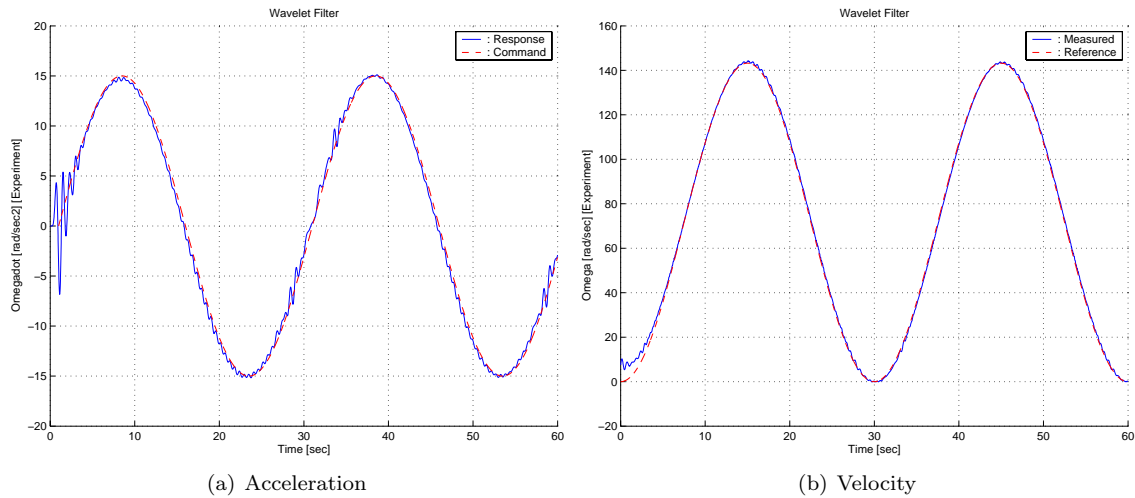 Wavelet Filter
20
15
10
5
0
−5
−10
−15
−20
0 10 20 30 40 50 60
Time [sec]
Omegadot [rad/sec2] [Experiment]
: Response
: Command
(a) Acceleration
Wavelet Filter
160
140
120
100
80
60
40
20
0
−20
0 10 20 30 40 50 60
Time [sec]
Omega [rad/sec] [Experiment]
: Measured
: Reference
(b) Velocity